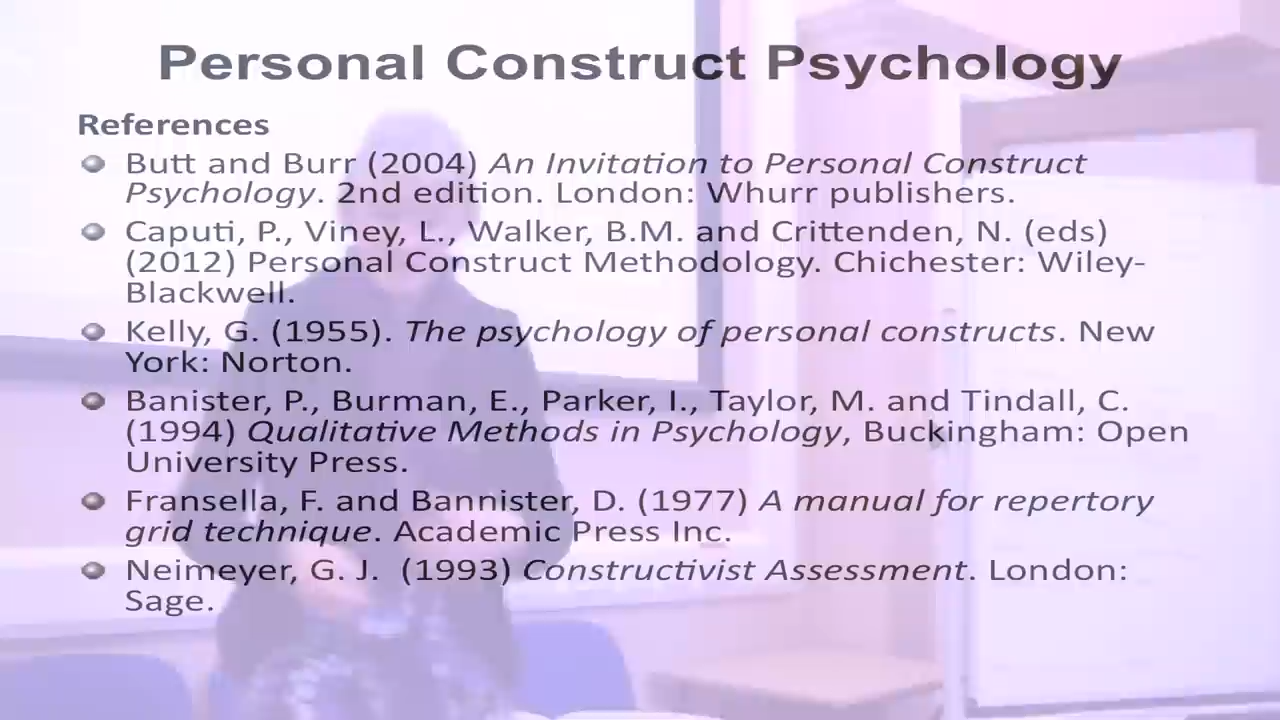 Personal Construct Psychology
References
Butt and Burr (2004) An Invitation to Personal Construct
Psychology. 2nd edition. London: Whurr publishers.
Caputi, P., Viney, L., Walker, B.M. and Crittenden, N. (eds)
(2012) Personal Construct Methodology. Chichester: Wiley-
Blackwell.
Kelly, G. (1955). The psychology of personal constructs. New
York: Norton.
Banister, P., Burman, E., Parker, I., Taylor, M. and Tindall, C.
(1994) Qualitative Methods in Psychology, Buckingham: Open
University Press.
Fransella, F. and Bannister, D. (1977) A manual for repertory
grid technique. Academic Press Inc.
Neimeyer, G. J. (1993) Constructivist Assessment. London:
Sage.